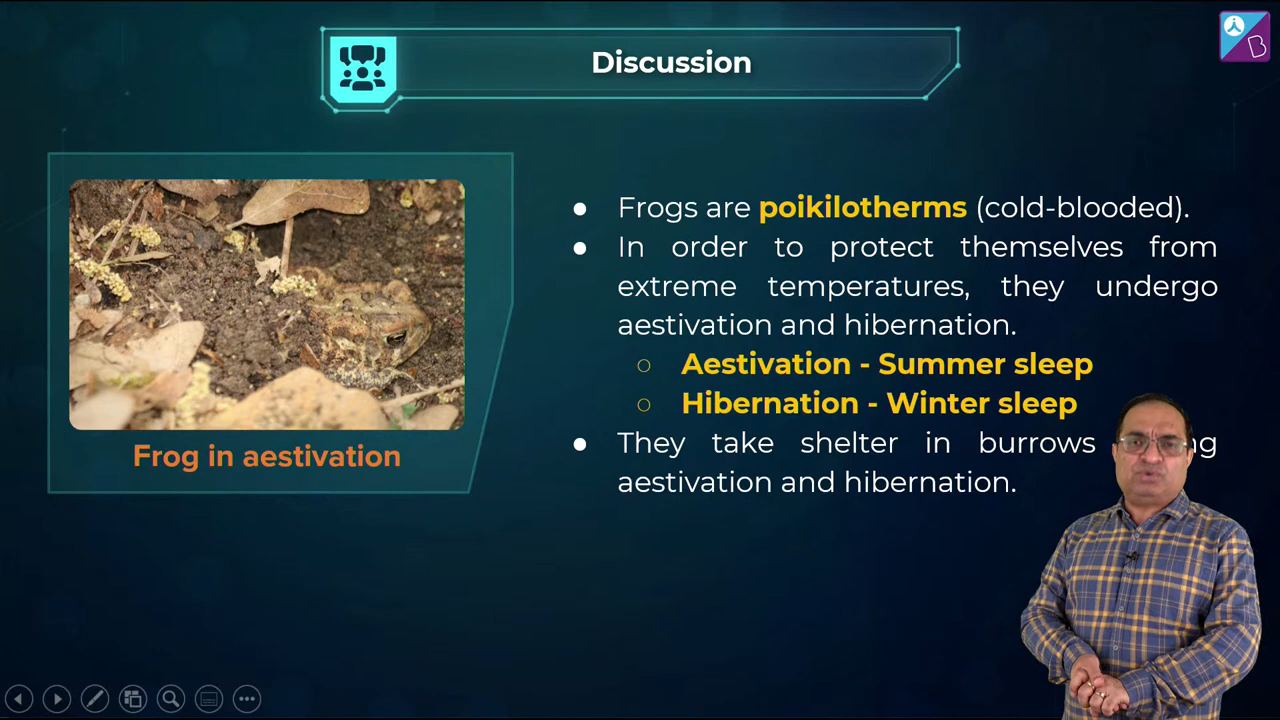 Discussion
● Frogs are poikilotherms (cold-blooded).
● In order to protect themselves from
extreme temperatures, they undergo
aestivation and hibernation.
○ Aestivation - Summer sleep
○ Hibernation - Winter sleep
● They take shelter in burrows
aestivation and hibernation.
Frog in aestivation
B